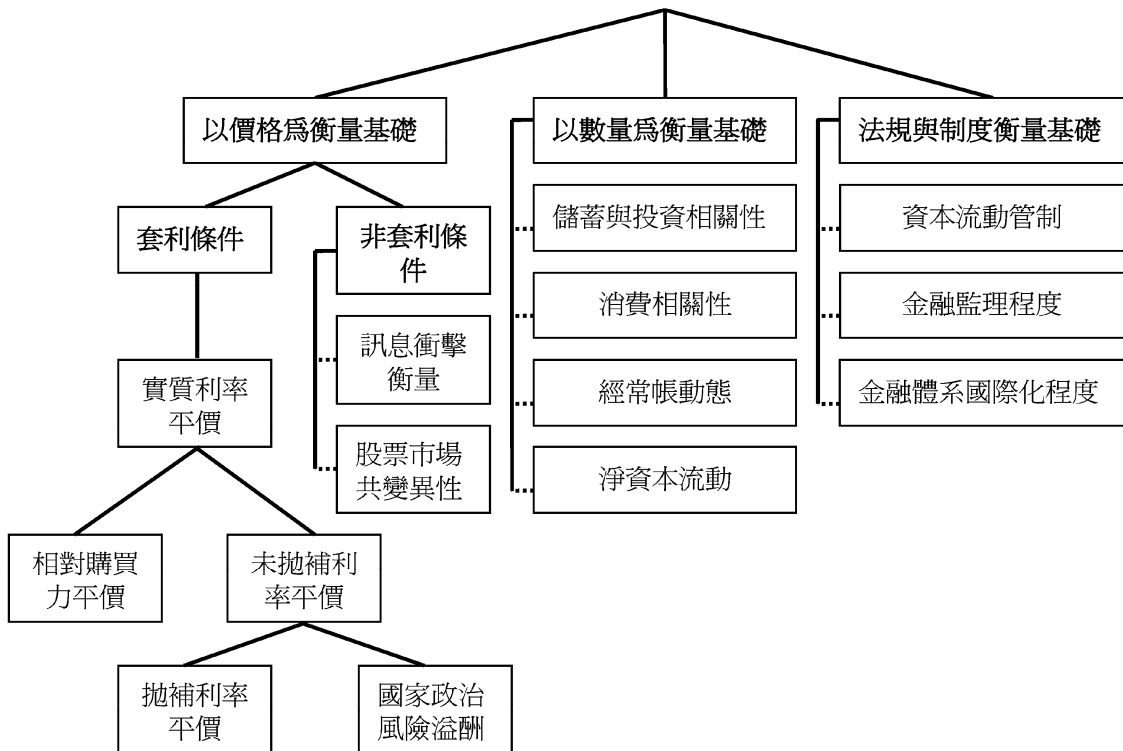 以價格為衡量基礎
以數量為衡量基礎
法規與制度衡量基礎
套利條件
非套利條
件
儲蓄與投資相關性
資本流動管制
消費相關性
金融監理程度
訊息衝擊
衡量
實質利率
平價
經常帳動態
金融體系國際化程度
股票市場
共變異性
淨資本流動
相對購買
力平價
未拋補利
率平價
拋補利率
平價
國家政治
風險溢酬